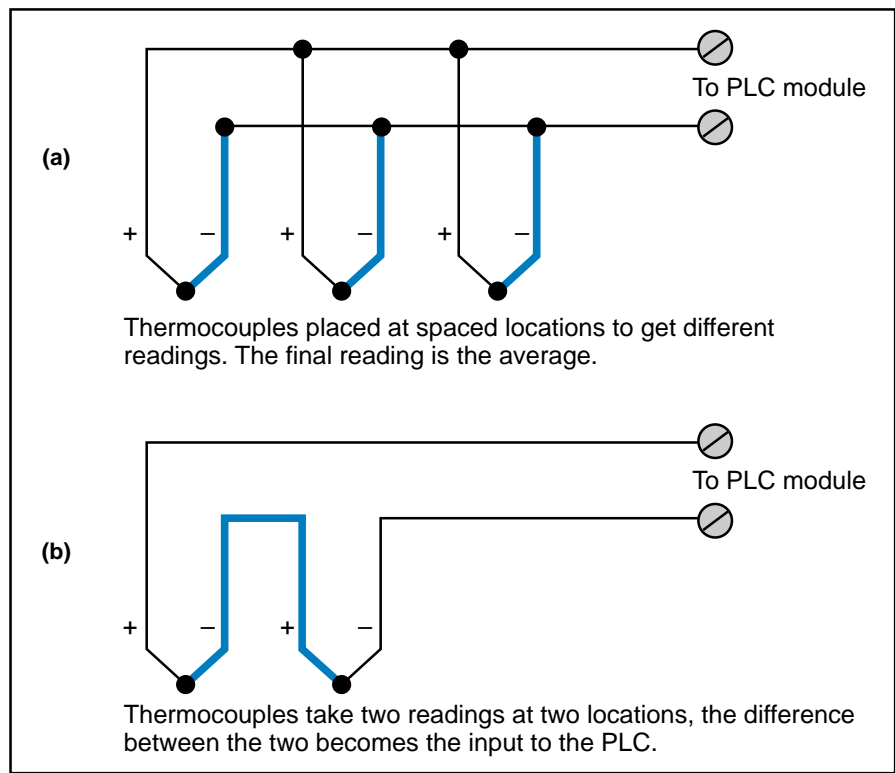 To PLC module
(a)
+ – + – + –
Thermocouples placed at spaced locations to get different
readings. The final reading is the average.
To PLC module
(b)
+ – + –
Thermocouples take two readings at two locations, the difference
between the two becomes the input to the PLC.